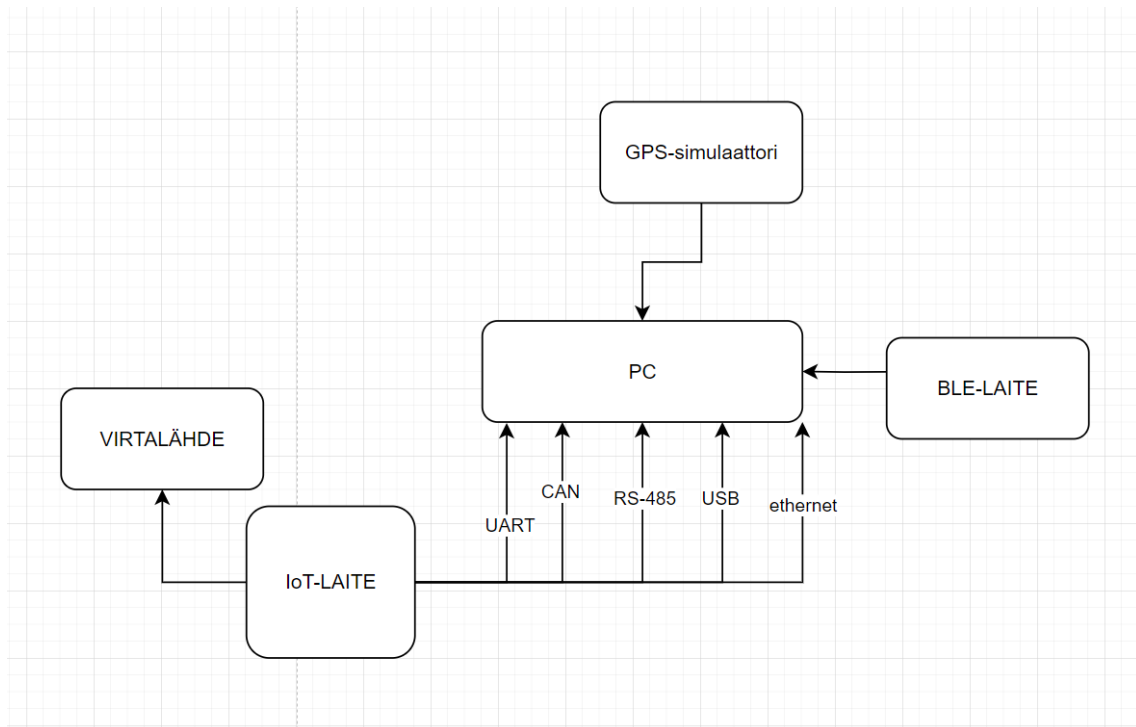 GPS-simulaattori
PC
BLE-LAITE
VIRTALÄHDE
CAN
RS-485
USB
ethernet
UART
IoT-LAITE